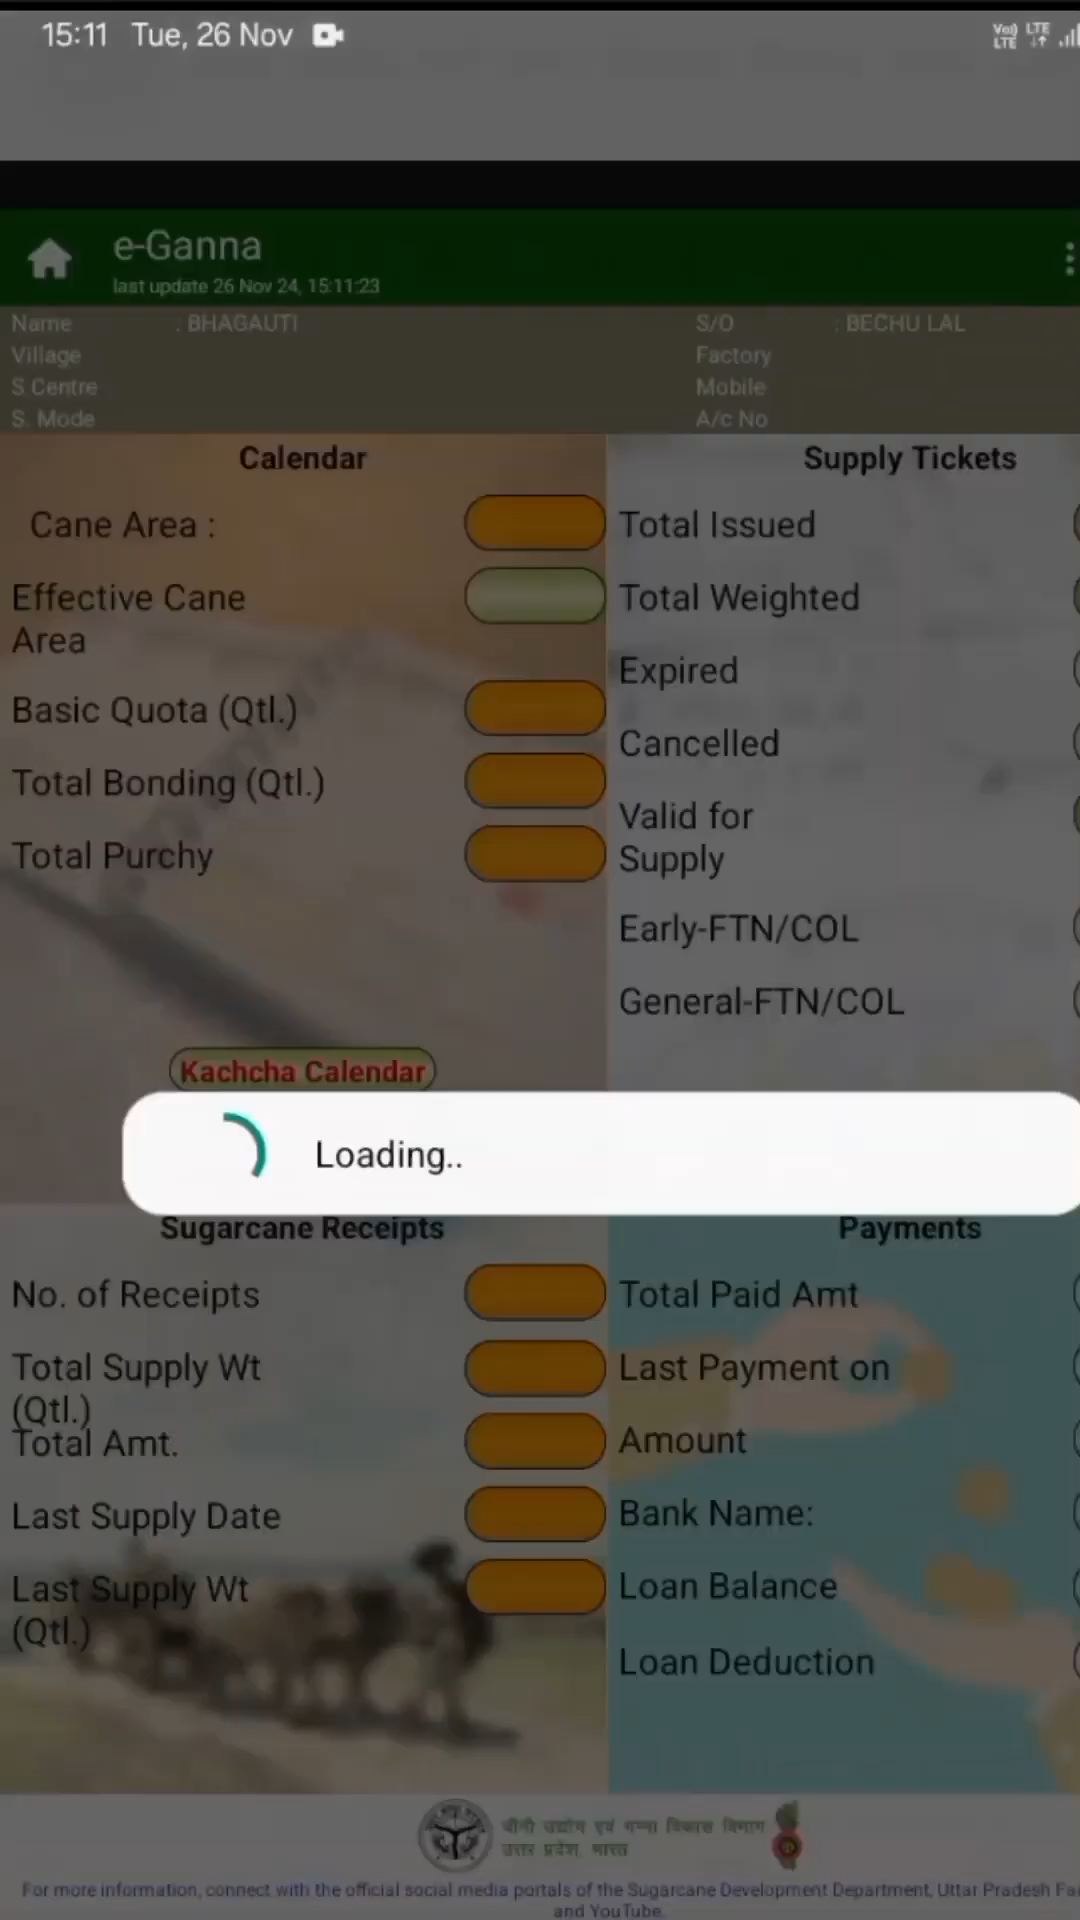 15:11 Tue, 26 Nov Vo) LTE LTE
e-Ganna
last update 26 Nov 24, 15:11:23
Name : BHAGAUTI S/O : BECHU LAL
Village Factory
S Centre Mobile
S. Mode A/c No
Calendar
Cane Area :
Effective Cane
Area
Basic Quota (Qtl.)
Total Bonding (Qtl.)
Total Purchy
Kachcha Calendar
Supply Tickets
Total Issued
Total Weighted
Expired
Cancelled
Valid for
Supply
Early-FTN/COL
General-FTN/COL
Loading..
Sugarcane Receipts
No. of Receipts
Total Supply Wt
(Qtl.)
Total Amt.
Last Supply Date
Last Supply Wt
(Qtl.)
Payments
Total Paid Amt
Last Payment on
Amount
Bank Name:
Loan Balance
Loan Deduction
चीनी उद्योग एवं गन्ना विकास विभाग
उत्तर प्रदेश, भारत
For more information, connect with the official social media portals of the Sugarcane Development Department, Uttar Pradesh Fa
and YouTube.